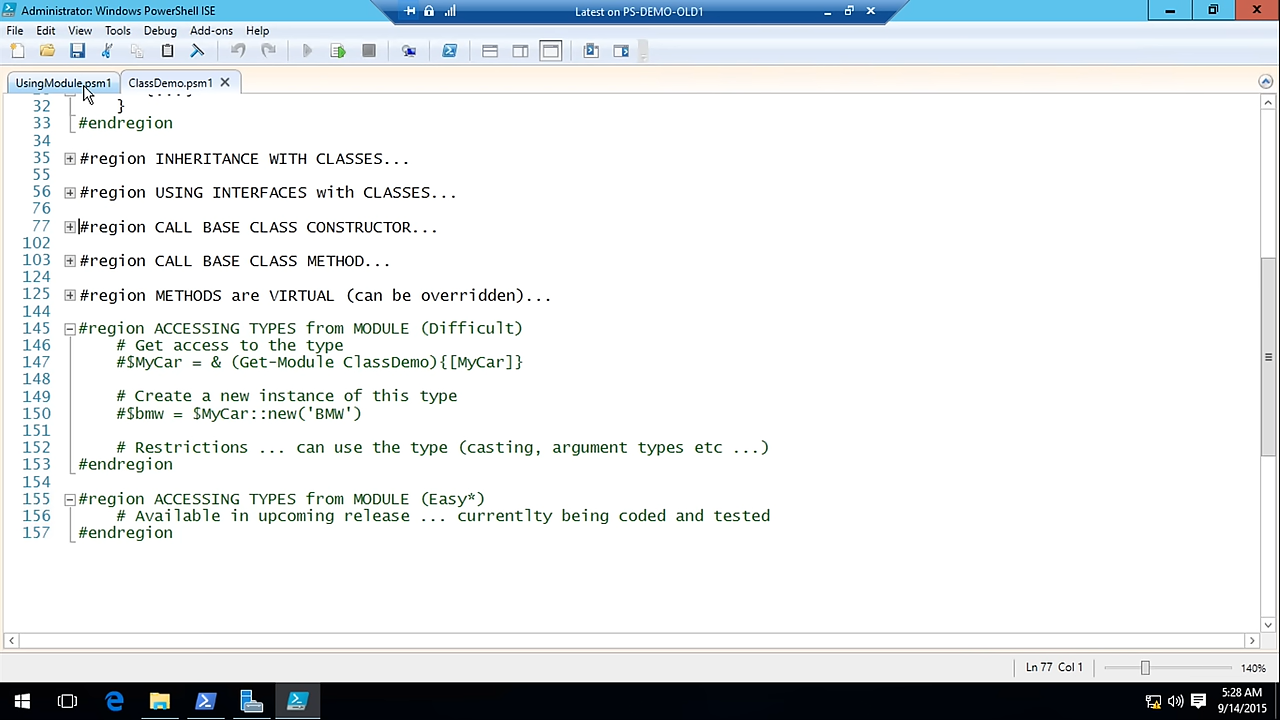 Administrator: Windows PowerShell ISE
Latest on PS-DEMO-OLD1
File Edit View Tools Debug Add-ons Help
UsingModule.psm1 ClassDemo.psm1
32 }
33 #endregion
34
35 #region INHERITANCE WITH CLASSES...
55
56 #region USING INTERFACES with CLASSES...
76
77 #region CALL BASE CLASS CONSTRUCTOR...
102
103 #region CALL BASE CLASS METHOD...
124
125 #region METHODS are VIRTUAL (can be overridden)...
144
145 #region ACCESSING TYPES from MODULE (Difficult)
146 # Get access to the type
147 #$MyCar = & (Get-Module ClassDemo){[MyCar]}
148
149 # Create a new instance of this type
150 #$bmw = $MyCar::new('BMW')
151
152 # Restrictions ... can use the type (casting, argument types etc ...)
153 #endregion
154
155 #region ACCESSING TYPES from MODULE (Easy*)
156 # Available in upcoming release ... currentlty being coded and tested
157 #endregion
Ln 77 Col 1 140%
5:28 AM
9/14/2015